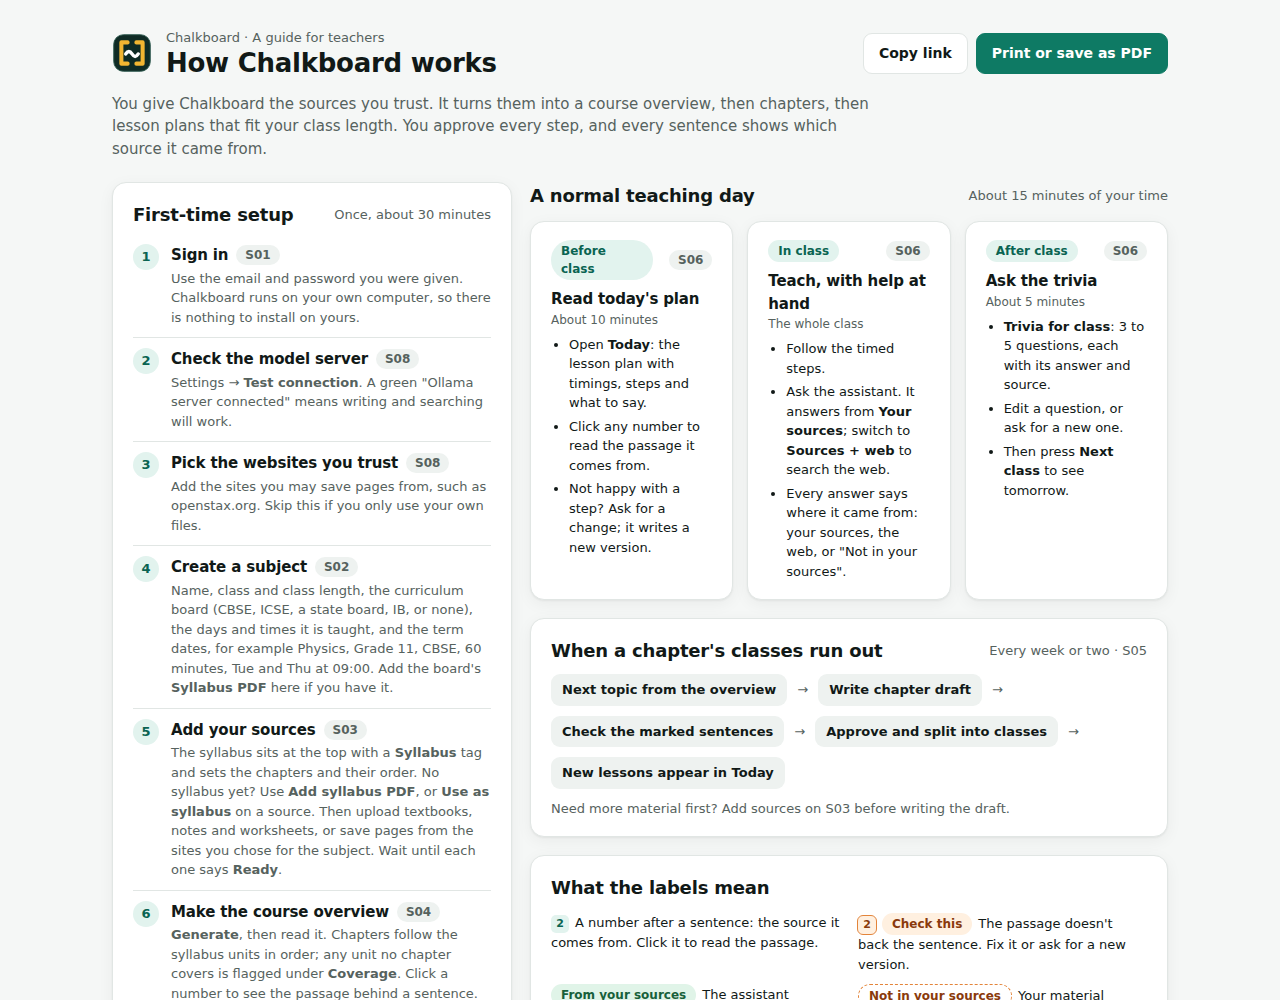 Chalkboard · A guide for teachers
How Chalkboard works
Copy link
Print or save as PDF
You give Chalkboard the sources you trust. It turns them into a course overview, then chapters, then
lesson plans that fit your class length. You approve every step, and every sentence shows which
source it came from.
First-time setup
Once, about 30 minutes
1
Sign in S01
Use the email and password you were given.
Chalkboard runs on your own computer, so there
is nothing to install on yours.
2
Check the model server S08
Settings → Test connection. A green "Ollama
server connected" means writing and searching
will work.
3
Pick the websites you trust S08
Add the sites you may save pages from, such as
openstax.org. Skip this if you only use your own
files.
4
Create a subject S02
Name, class and class length, the curriculum
board (CBSE, ICSE, a state board, IB, or none),
the days and times it is taught, and the term
dates, for example Physics, Grade 11, CBSE, 60
minutes, Tue and Thu at 09:00. Add the board's
Syllabus PDF here if you have it.
5
Add your sources S03
The syllabus sits at the top with a Syllabus tag
and sets the chapters and their order. No
syllabus yet? Use Add syllabus PDF, or Use as
syllabus on a source. Then upload textbooks,
notes and worksheets, or save pages from the
sites you chose for the subject. Wait until each
one says Ready.
6
Make the course overview S04
Generate, then read it. Chapters follow the
syllabus units in order; any unit no chapter
covers is flagged under Coverage. Click a
number to see the passage behind a sentence.
A normal teaching day
About 15 minutes of your time
Before
class
S06
Read today's plan
About 10 minutes
• Open Today: the
lesson plan with
timings, steps and
what to say.
• Click any number to
read the passage it
comes from.
• Not happy with a
step? Ask for a
change; it writes a
new version.
In class
S06
Teach, with help at
hand
The whole class
• Follow the timed
steps.
• Ask the assistant. It
answers from Your
sources; switch to
Sources + web to
search the web.
• Every answer says
where it came from:
your sources, the
web, or "Not in your
sources".
After class
S06
Ask the trivia
About 5 minutes
• Trivia for class: 3 to
5 questions, each
with its answer and
source.
• Edit a question, or
ask for a new one.
• Then press Next
class to see
tomorrow.
When a chapter's classes run out
Every week or two · S05
Next topic from the overview → Write chapter draft →
Check the marked sentences → Approve and split into classes →
New lessons appear in Today
Need more material first? Add sources on S03 before writing the draft.
What the labels mean
2 A number after a sentence: the source it
comes from. Click it to read the passage.
2 Check this The passage doesn't
back the sentence. Fix it or ask for a new
version.
From your sources The assistant
Not in your sources Your material